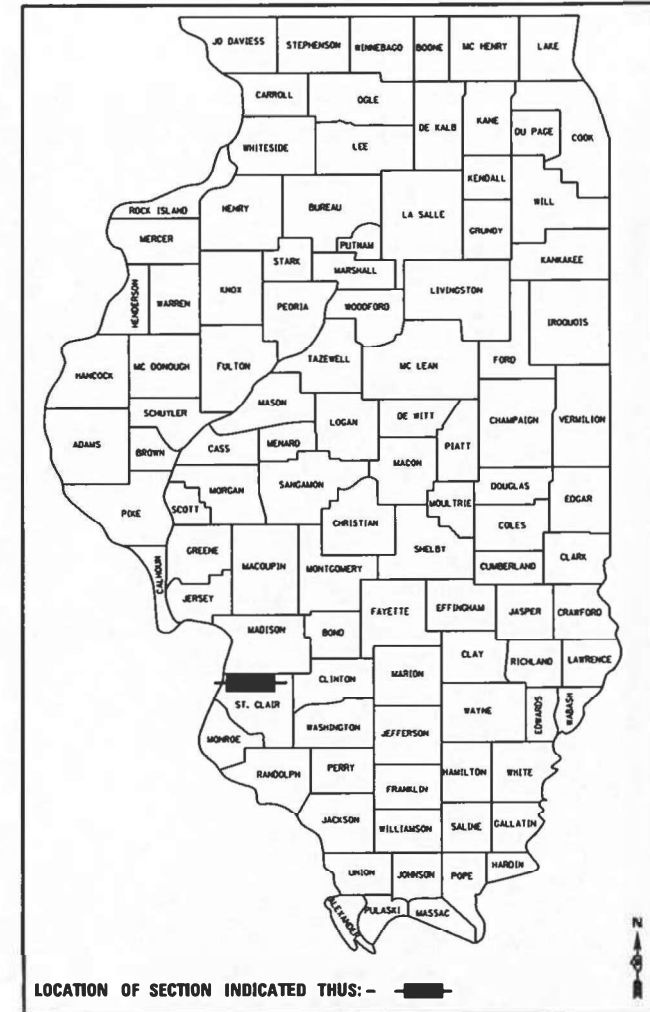 JO DAVIESS
STEPHENSON
WINNEBAGO
BOONE
MC HENRY
LAKE
CARROLL
OGLE
DE KALB
KANE
DU PAGE
COOK
WHITESIDE
LEE
KENDALL
WILL
ROCK ISLAND
HENRY
BUREAU
LA SALLE
GRUNDY
MERCER
PUTNAM
STARK
MARSHALL
KANKAKEE
HENDERSON
WARREN
KNOX
PEORIA
WOODFORD
LIVINGSTON
IROQUOIS
HANCOCK
MC DONOUGH
FULTON
TAZEWELL
MC LEAN
FORD
SCHUYLER
MASON
LOGAN
DE WITT
PIATT
CHAMPAIGN
VERMILION
ADAMS
BROWN
CASS
MENARD
MACON
PIKE
SCOTT
MORGAN
SANGAMON
CHRISTIAN
MOULTRIE
DOUGLAS
EDGAR
COLES
CALHOUN
GREENE
MACOUPIN
MONTGOMERY
SHELBY
CUMBERLAND
CLARK
JERSEY
FAYETTE
EFFINGHAM
JASPER
CRAWFORD
MADISON
BOND
CLAY
RICHLAND
LAWRENCE
CLINTON
MARION
ST. CLAIR
WAYNE
EDWARDS
WABASH
WASHINGTON
JEFFERSON
MONROE
RANDOLPH
PERRY
HAMILTON
WHITE
FRANKLIN
JACKSON
WILLIAMSON
SALINE
GALLATIN
UNION
JOHNSON
POPE
HARDIN
ALEXANDER
PULASKI
MASSAC
N
LOCATION OF SECTION INDICATED THUS: -